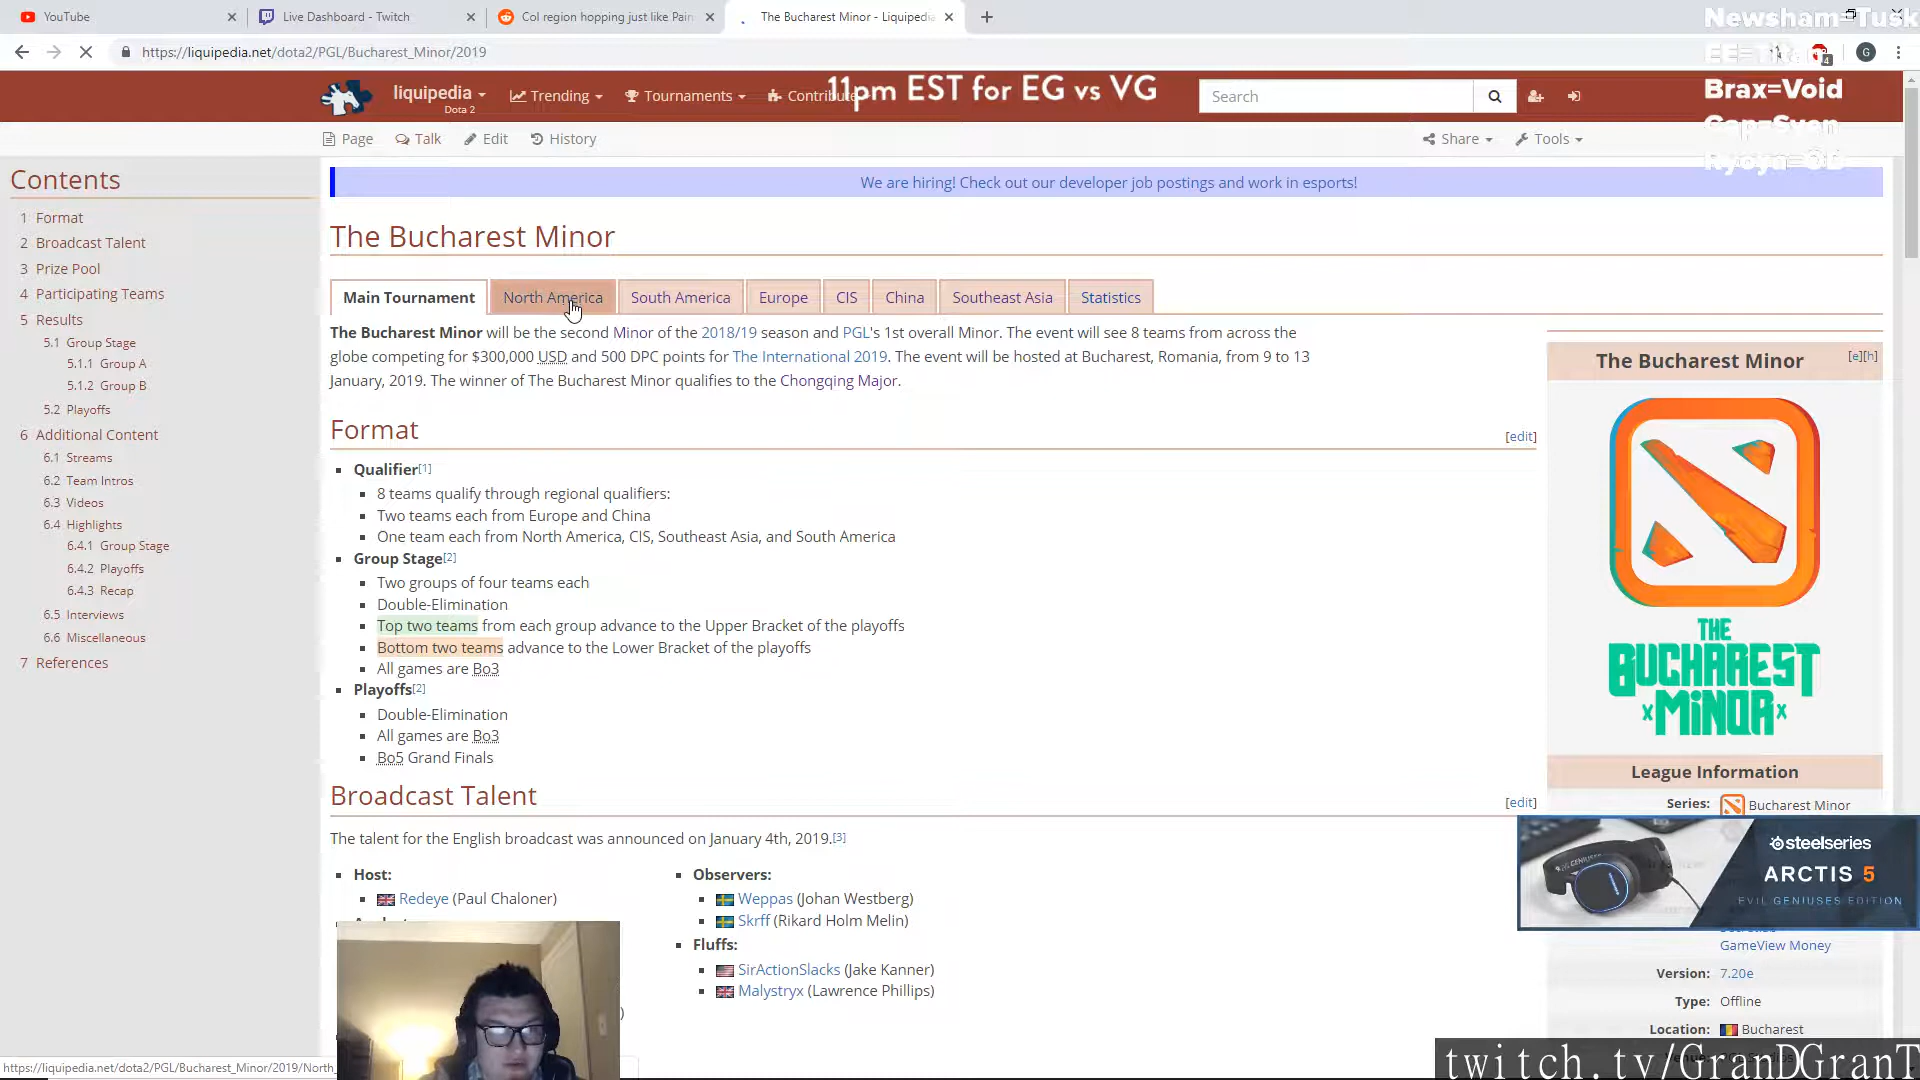 YouTube
Live Dashboard - Twitch
Col region hopping just like Pain
The Bucharest Minor - Liquipedia
Newsham=Tusk
https://liquipedia.net/dota2/PGL/Bucharest_Minor/2019
G
4
liquipedia
Dota 2
Trending
Tournaments
Contribute
11pm EST for EG vs VG
Search
Brax=Void
Page
Talk
Edit
History
Share
Tools
Cap=Sven
Ryoya=OD
Contents
1 Format
2 Broadcast Talent
3 Prize Pool
4 Participating Teams
5 Results
5.1 Group Stage
5.1.1 Group A
5.1.2 Group B
5.2 Playoffs
6 Additional Content
6.1 Streams
6.2 Team Intros
6.3 Videos
6.4 Highlights
6.4.1 Group Stage
6.4.2 Playoffs
6.4.3 Recap
6.5 Interviews
6.6 Miscellaneous
7 References
We are hiring! Check out our developer job postings and work in esports!
The Bucharest Minor
Main Tournament
North America
South America
Europe
CIS
China
Southeast Asia
Statistics
The Bucharest Minor will be the second Minor of the 2018/19 season and PGL's 1st overall Minor. The event will see 8 teams from across the
globe competing for $300,000 USD and 500 DPC points for The International 2019. The event will be hosted at Bucharest, Romania, from 9 to 13
January, 2019. The winner of The Bucharest Minor qualifies to the Chongqing Major.
Format
[edit]
Qualifier[1]
8 teams qualify through regional qualifiers:
Two teams each from Europe and China
One team each from North America, CIS, Southeast Asia, and South America
Group Stage[2]
Two groups of four teams each
Double-Elimination
Top two teams from each group advance to the Upper Bracket of the playoffs
Bottom two teams advance to the Lower Bracket of the playoffs
All games are Bo3
Playoffs[2]
Double-Elimination
All games are Bo3
Bo5 Grand Finals
Broadcast Talent
[edit]
The talent for the English broadcast was announced on January 4th, 2019.[3]
Host:
Redeye (Paul Chaloner)
Observers:
Weppas (Johan Westberg)
Skrff (Rikard Holm Melin)
Fluffs:
SirActionSlacks (Jake Kanner)
Malystryx (Lawrence Phillips)
The Bucharest Minor
[e][h]
THE
BUCHAREST
MINOR
League Information
Series: Bucharest Minor
steelseries
ARCTIS 5
EVIL GENIUSES EDITION
GameView Money
Version: 7.20e
Type: Offline
Location: Bucharest
https://liquipedia.net/dota2/PGL/Bucharest_Minor/2019/North_
twitch.tv/GranDGranT